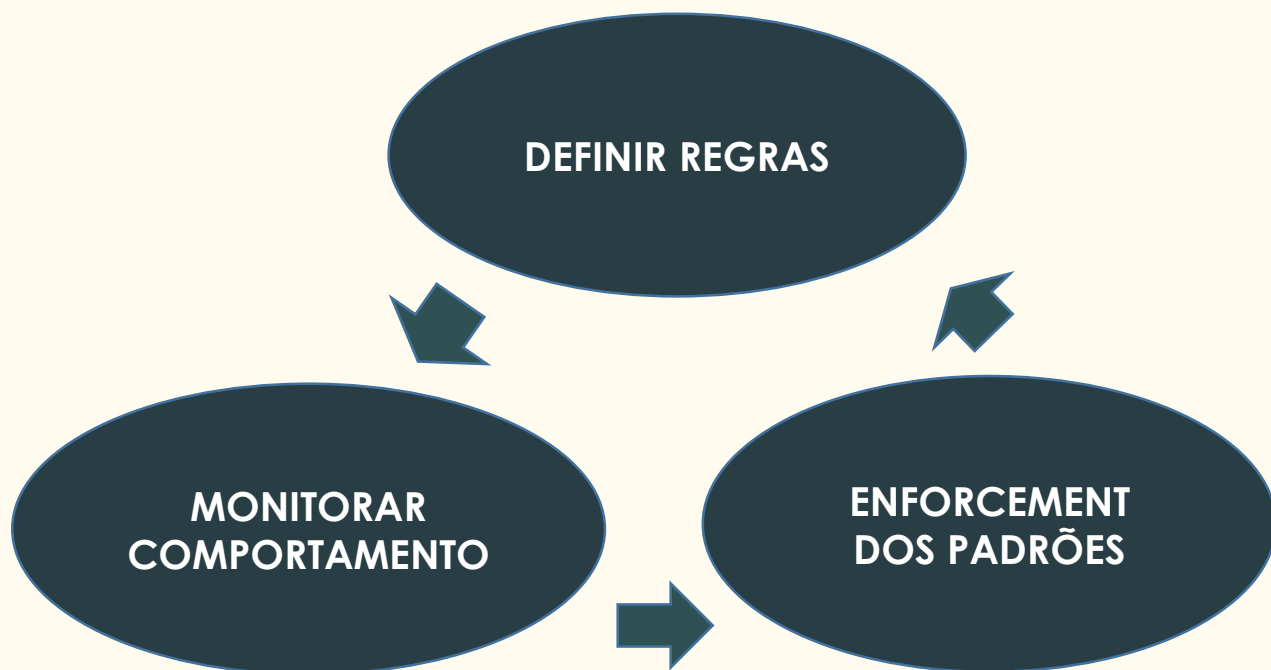 DEFINIR REGRAS
MONITORAR
COMPORTAMENTO
ENFORCEMENT
DOS PADRÕES